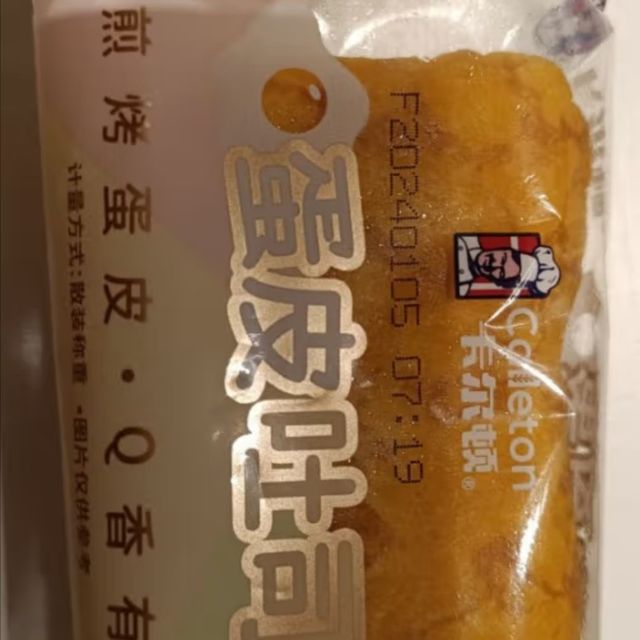 煎烤蛋皮·Q香有
计量方式:散装称重 ·图片仅供参考
蛋皮吐司
F20240105 07:19
Colleton
卡尔顿®